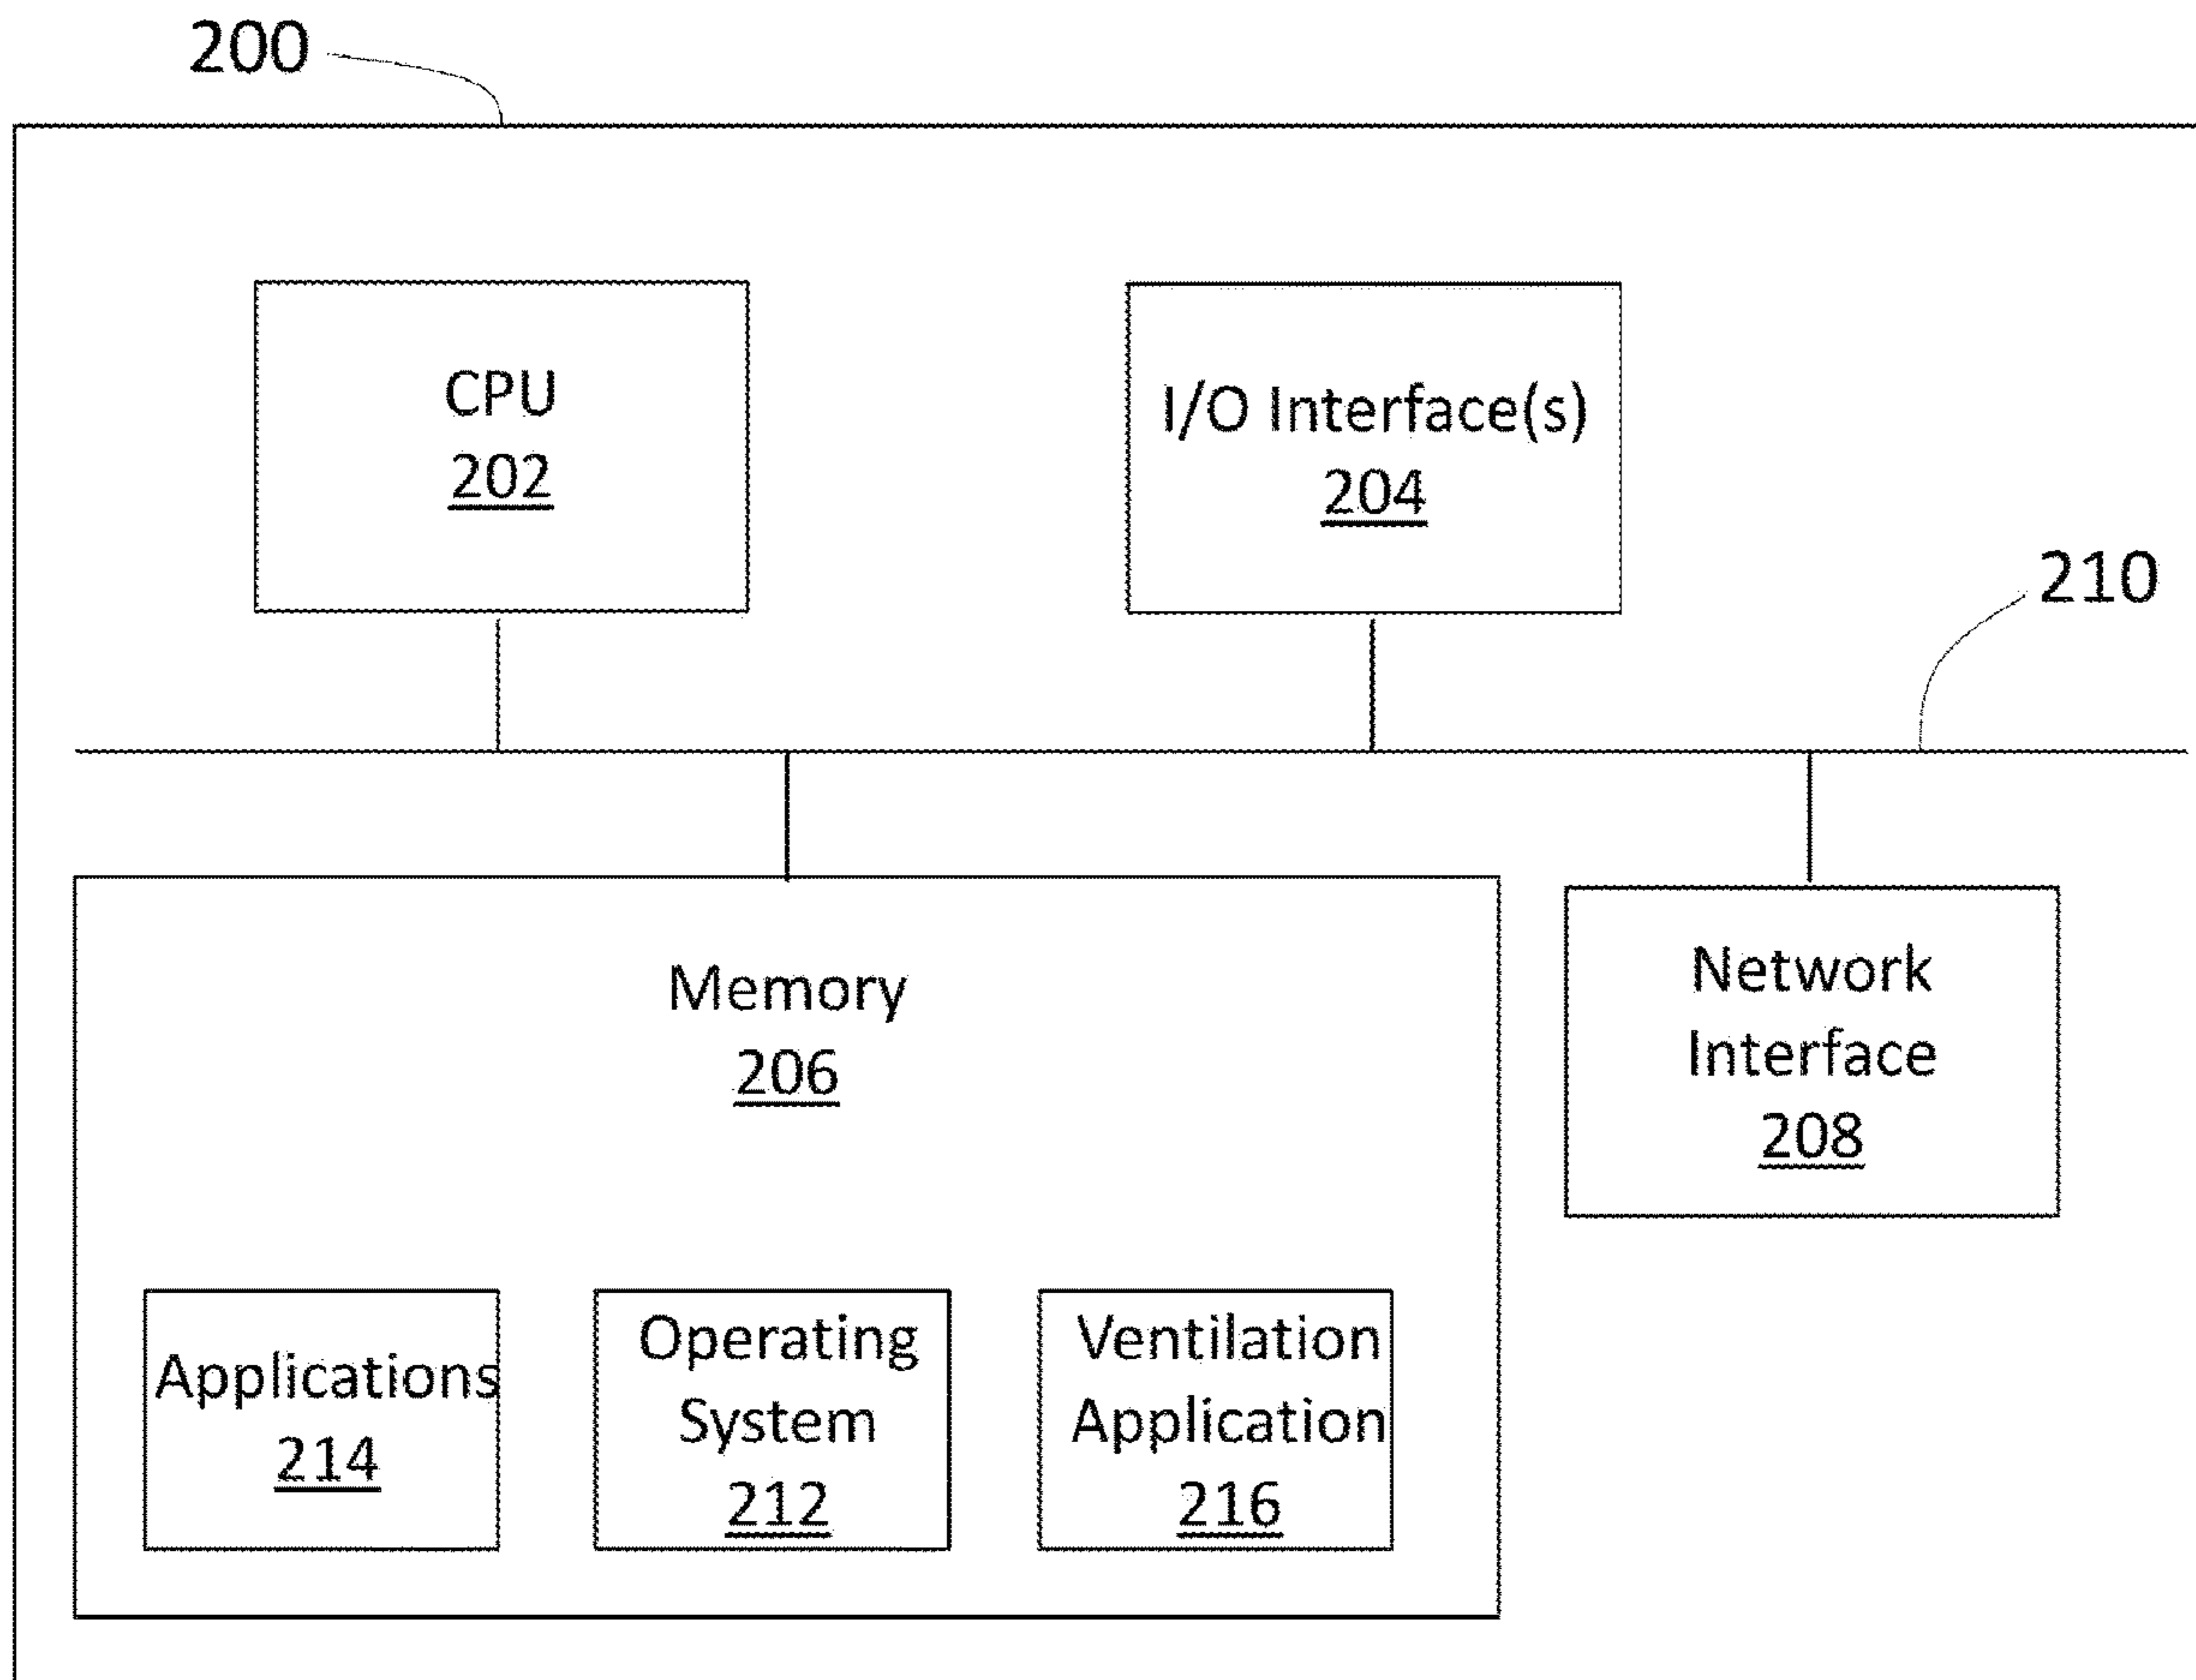 200
CPU
202
I/O Interface(s)
204
210
Memory
206
Network
Interface
208
Applications
214
Operating
System
212
Ventilation
Application
216